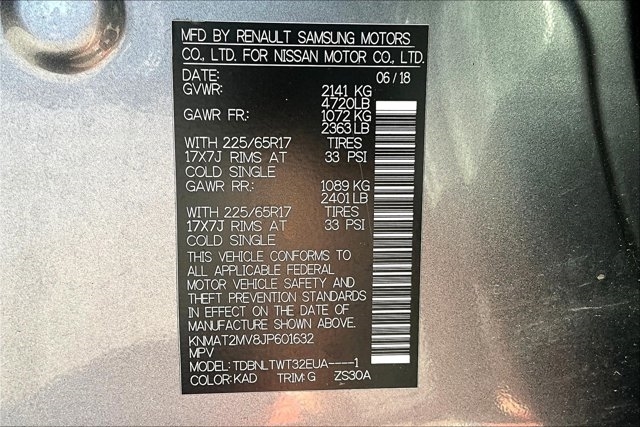 MFD BY RENAULT SAMSUNG MOTORS
CO., LTD. FOR NISSAN MOTOR CO., LTD.
DATE: 06 / 18
GVWR: 2141 KG
4720LB
GAWR FR.: 1072 KG
2363 LB
WITH 225/65R17 TIRES
17X7J RIMS AT 33 PSI
COLD SINGLE
GAWR RR.: 1089 KG
2401 LB
WITH 225/65R17 TIRES
17X7J RIMS AT 33 PSI
COLD SINGLE
THIS VEHICLE CONFORMS TO
ALL APPLICABLE FEDERAL
MOTOR VEHICLE SAFETY AND
THEFT PREVENTION STANDARDS
IN EFFECT ON THE DATE OF
MANUFACTURE SHOWN ABOVE.
KNMAT2MV8JP601632
MPV
MODEL: TDBNLTWT32EUA----1
COLOR: KAD TRIM: G ZS30A